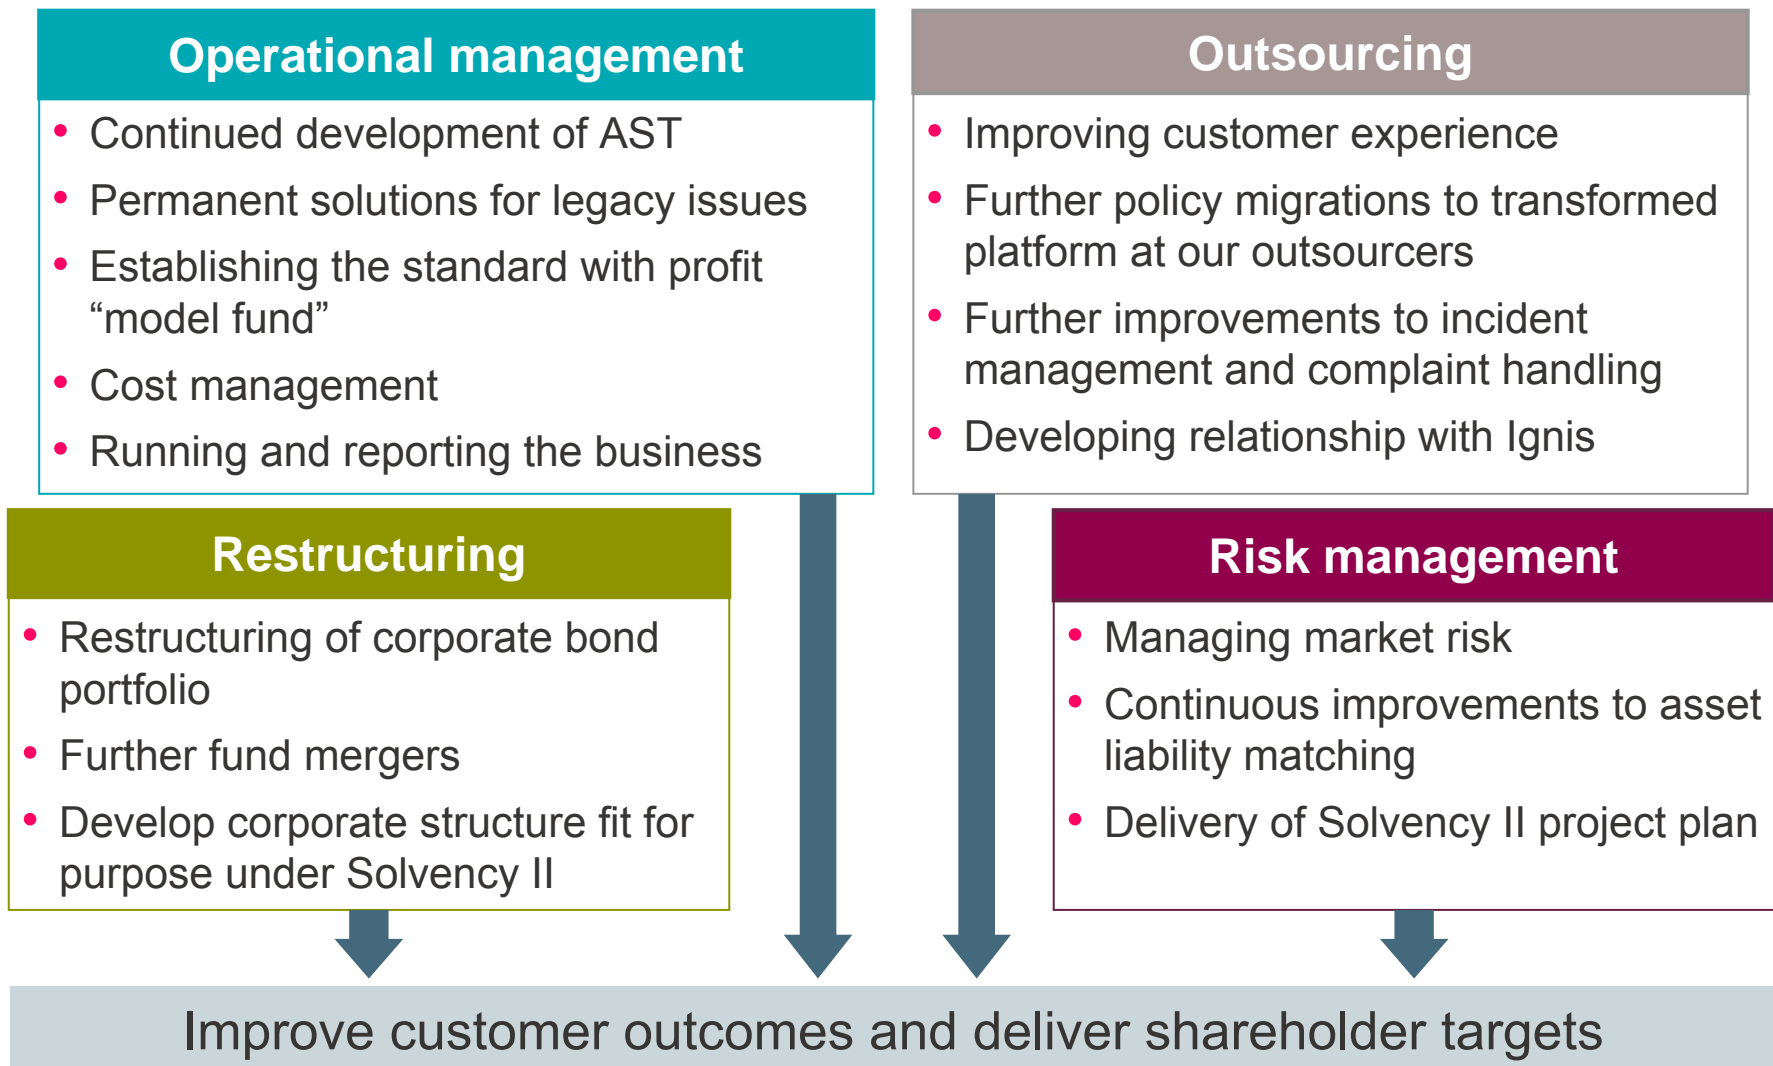 Operational management
• Continued development of AST
• Permanent solutions for legacy issues
• Establishing the standard with profit
“model fund”
• Cost management
• Running and reporting the business
Outsourcing
• Improving customer experience
• Further policy migrations to transformed
platform at our outsourcers
• Further improvements to incident
management and complaint handling
• Developing relationship with Ignis
Restructuring
• Restructuring of corporate bond
portfolio
• Further fund mergers
• Develop corporate structure fit for
purpose under Solvency II
Risk management
• Managing market risk
• Continuous improvements to asset
liability matching
• Delivery of Solvency II project plan
Improve customer outcomes and deliver shareholder targets